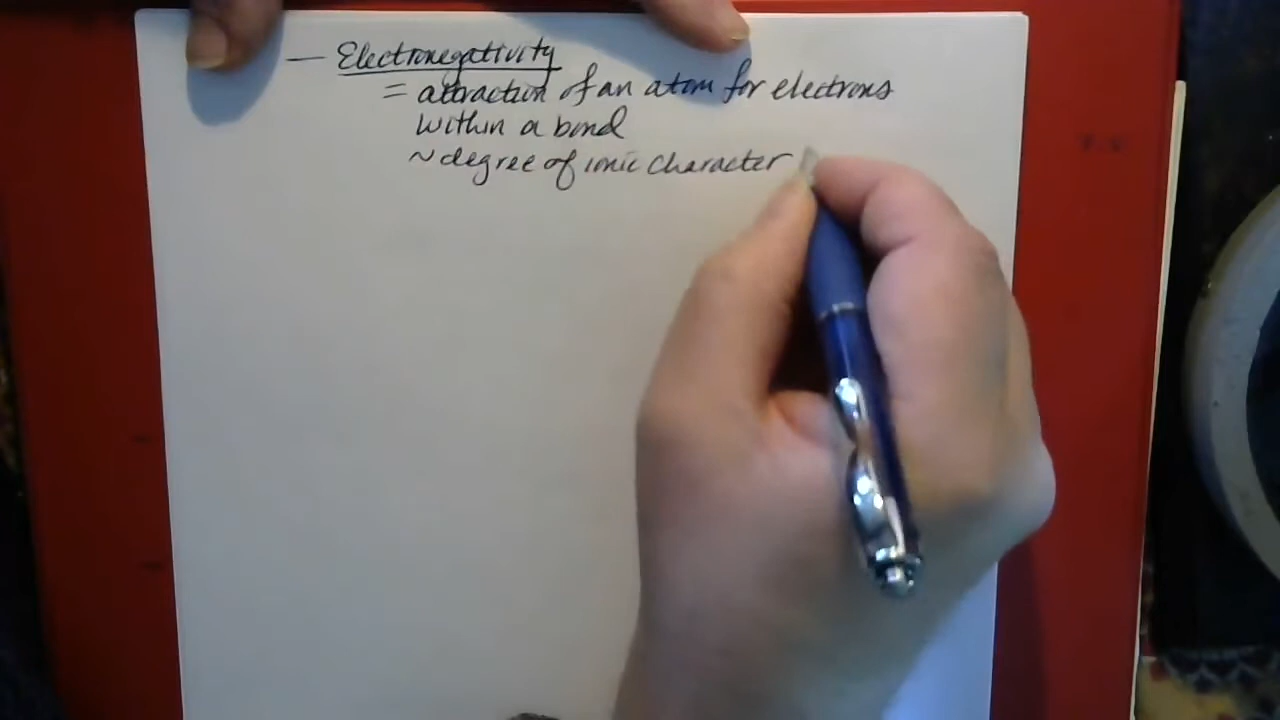 — Electronegativity
= attraction of an atom for electrons
within a bond
~ degree of ionic character